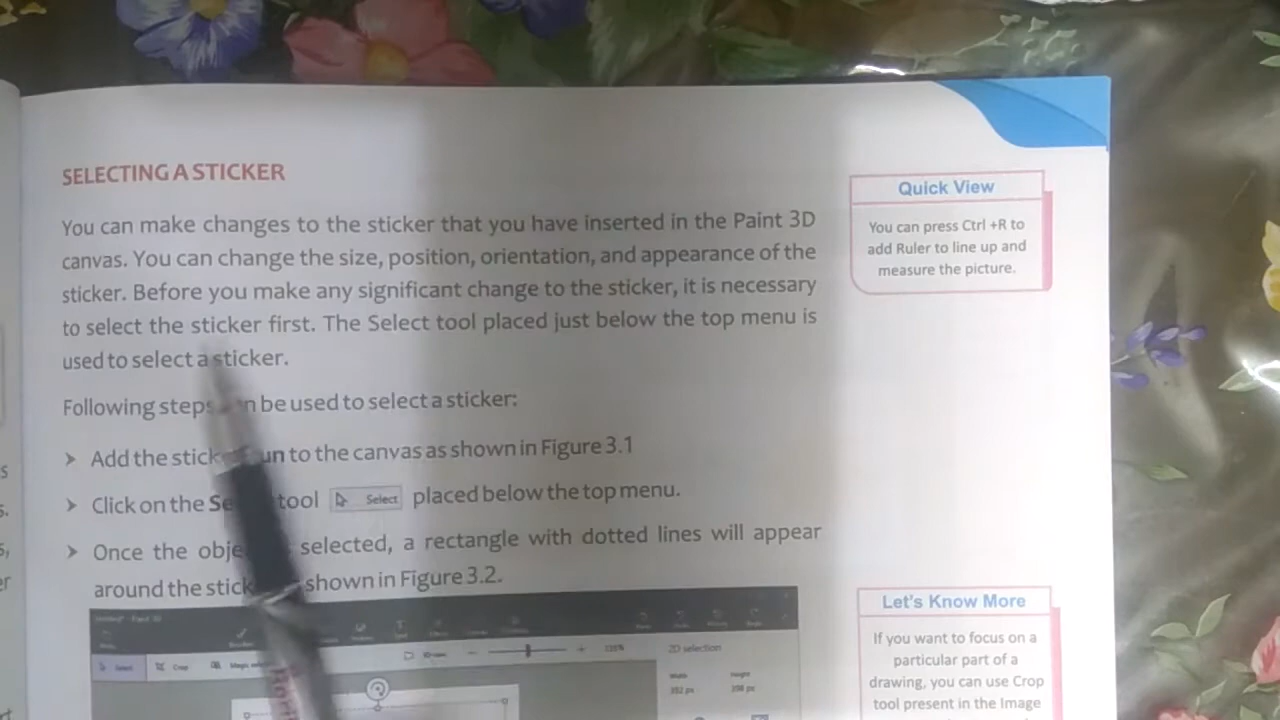 SELECTING A STICKER
You can make changes to the sticker that you have inserted in the Paint 3D
canvas. You can change the size, position, orientation, and appearance of the
sticker. Before you make any significant change to the sticker, it is necessary
to select the sticker first. The Select tool placed just below the top menu is
used to select a sticker.
Following steps be used to select a sticker:
Add the to the canvas as shown in Figure 3.1
Click on the tool Select placed below the top menu.
Once the selected, a rectangle with dotted lines will appear
around the shown in Figure 3.2.
Select Crop Magic
2D selection
Width Height
Quick View
You can press Ctrl +R to
add Ruler to line up and
measure the picture.
Let's Know More
If you want to focus on a
particular part of a
drawing, you can use Crop
tool present in the Image